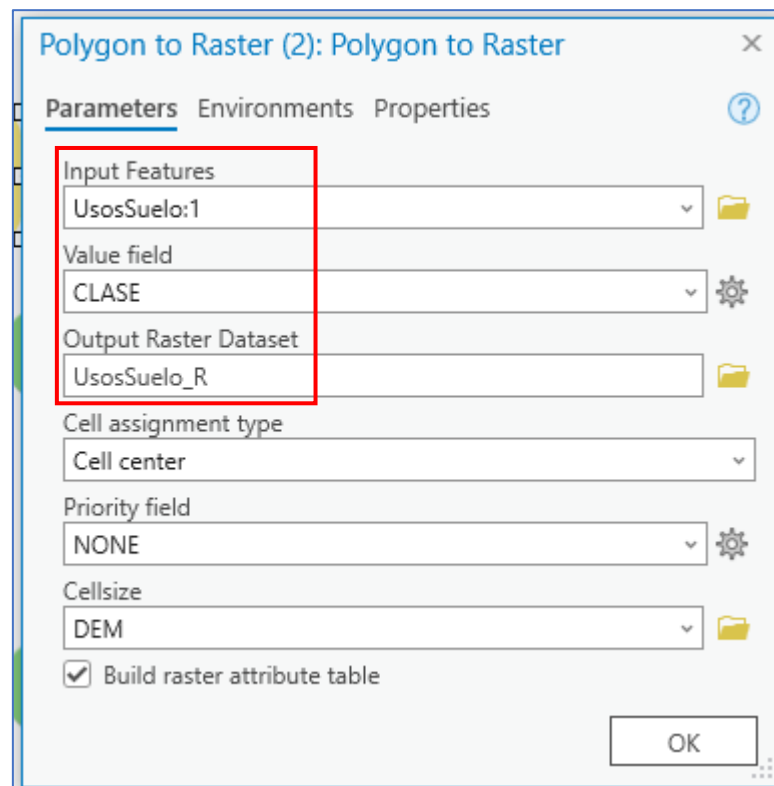 Polygon to Raster (2): Polygon to Raster
Parameters Environments Properties
Input Features
UsosSuelo:1
Value field
CLASE
Output Raster Dataset
UsosSuelo_R
Cell assignment type
Cell center
Priority field
NONE
Cellsize
DEM
Build raster attribute table
OK